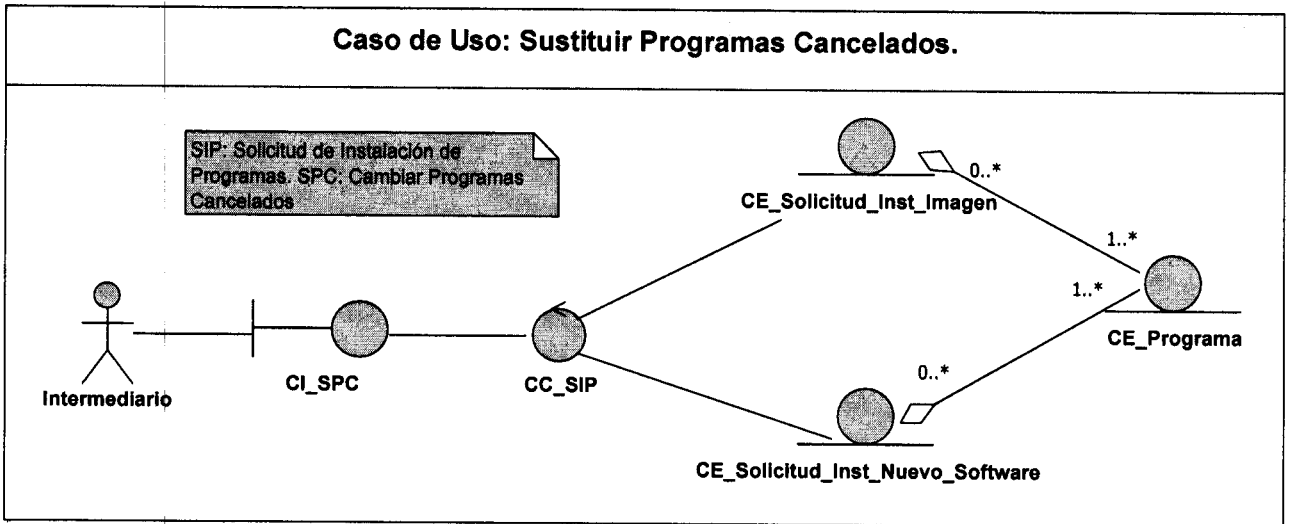 Caso de Uso: Sustituir Programas Cancelados.
SIP: Solicitud de Instalación de
Programas. SPC: Cambiar Programas
Cancelados
CE_Solicitud_Inst_Imagen
0..*
1..*
1..*
CE_Programa
Intermediario
CI_SPC
CC_SIP
0..*
CE_Solicitud_Inst_Nuevo_Software